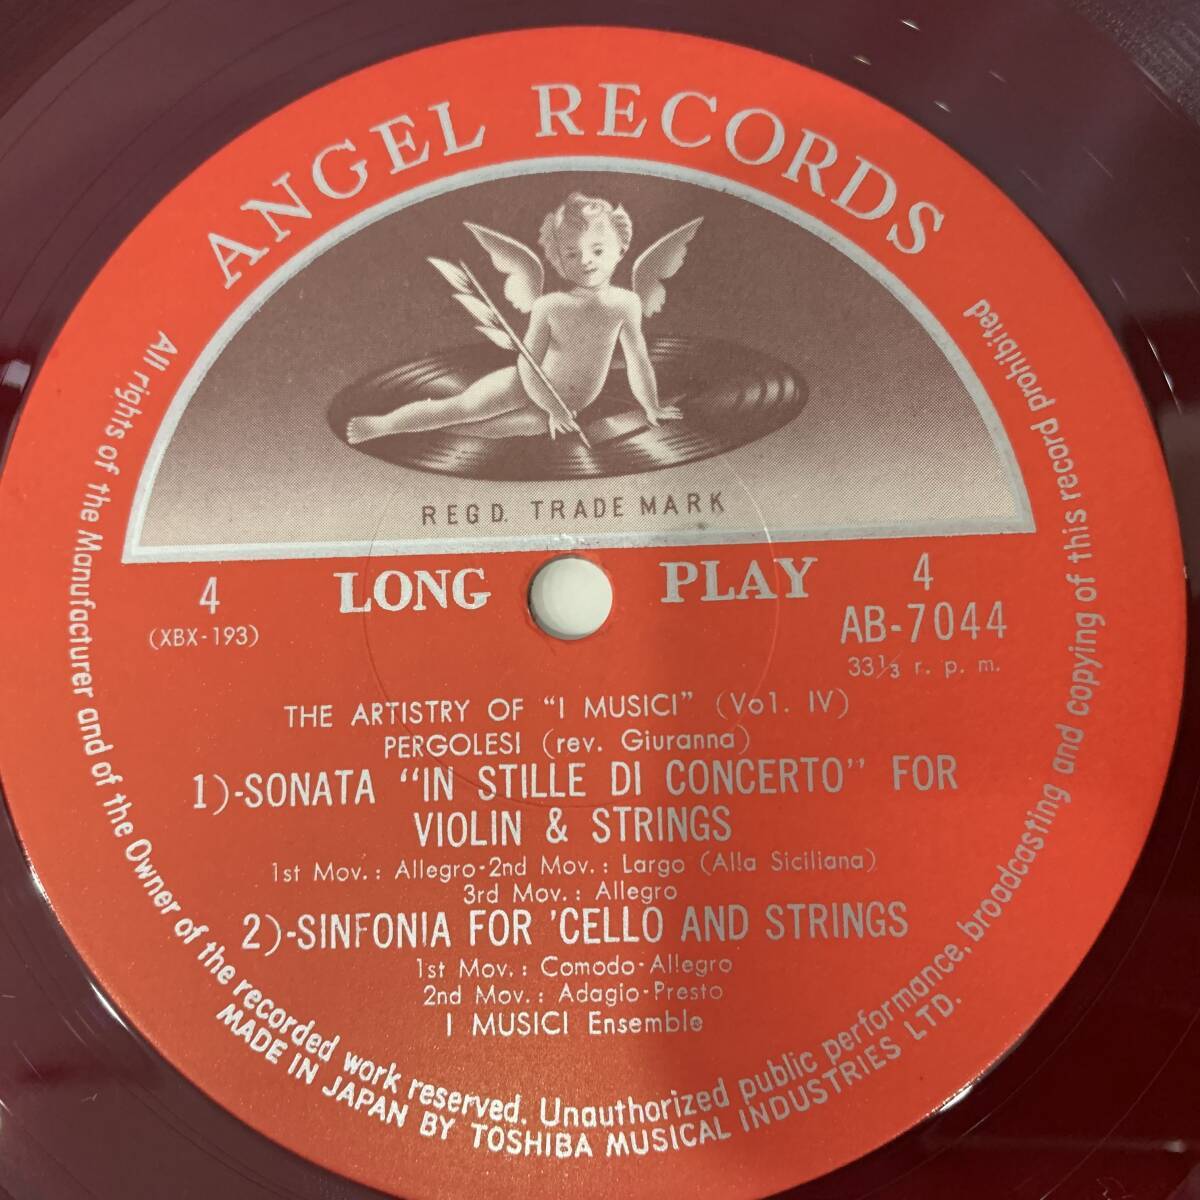 ANGEL RECORDS
REGD. TRADE MARK
4 LONG PLAY 4
(XBX-193) AB-7044
33⅓ r. p. m.
THE ARTISTRY OF "I MUSICI" (Vol. IV)
PERGOLESI (rev. Giuranna)
1)-SONATA "IN STILLE DI CONCERTO" FOR
VIOLIN & STRINGS
1st Mov.: Allegro-2nd Mov.: Largo (Alla Siciliana)
3rd Mov.: Allegro
2)-SINFONIA FOR 'CELLO AND STRINGS
1st Mov.: Comodo-Allegro
2nd Mov.: Adagio-Presto
I MUSICI Ensemble
All rights of the Manufacturer and of the Owner of the recorded work reserved. Unauthorized public performance, broadcasting and copying of this record prohibited
MADE IN JAPAN BY TOSHIBA MUSICAL INDUSTRIES LTD.